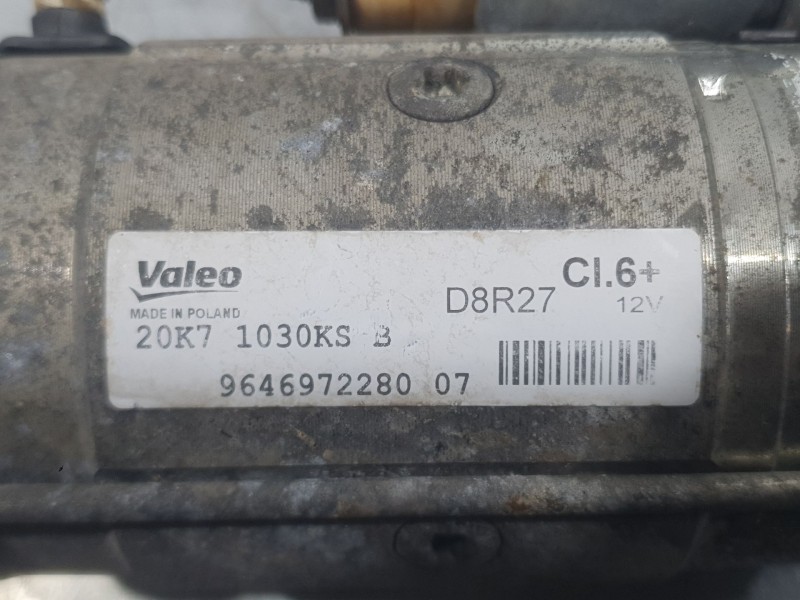 Valeo
MADE IN POLAND
D8R27
Cl.6+
12V
20K7 1030KS B
9646972280 07